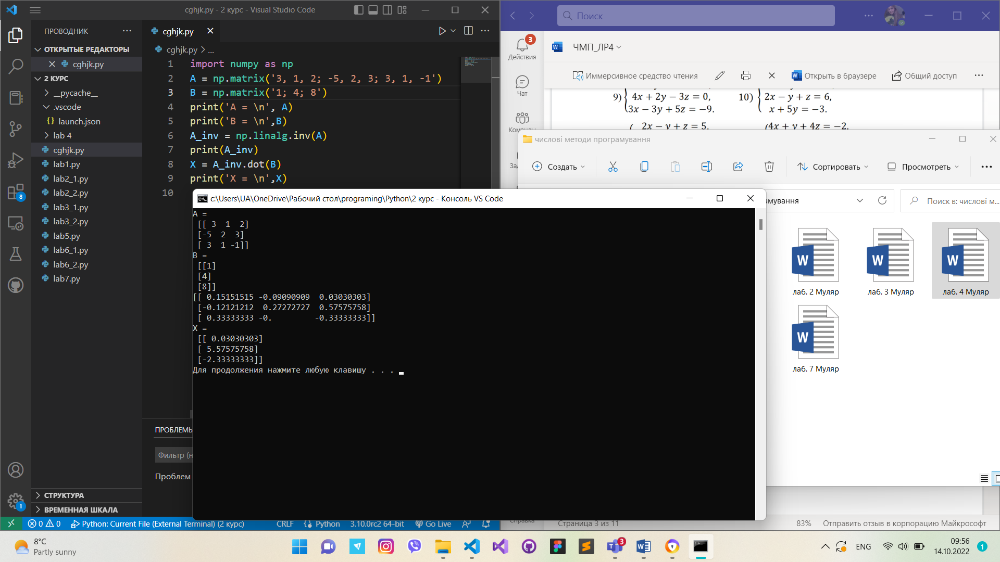 cghjk.py - 2 курс - Visual Studio Code
ПРОВОДНИК
ОТКРЫТЫЕ РЕДАКТОРЫ
cghjk.py
2 КУРС
__pycache__
.vscode
launch.json
lab 4
cghjk.py
lab1.py
lab2_1.py
lab2_2.py
lab3_1.py
lab3_2.py
lab5.py
lab6_1.py
lab6_2.py
lab7.py
СТРУКТУРА
ВРЕМЕННАЯ ШКАЛА
8
1
cghjk.py
cghjk.py > ...
1 import numpy as np
2 A = np.matrix('3, 1, 2; -5, 2, 3; 3, 1, -1')
3 B = np.matrix('1; 4; 8')
4 print('A = \n', A)
5 print('B = \n',B)
6 A_inv = np.linalg.inv(A)
7 print(A_inv)
8 X = A_inv.dot(B)
9 print('X = \n',X)
10
ПРОБЛЕМЫ
Фильтр (н
Проблем
0 0 Python: Current File (External Terminal) (2 курс) CRLF Python 3.10.0rc2 64-bit Go Live
c:\Users\UA\OneDrive\Рабочий стол\programing\Python\2 курс - Консоль VS Code
A =
[[ 3 1 2]
[-5 2 3]
[ 3 1 -1]]
B =
[[1]
[4]
[8]]
[[ 0.15151515 -0.09090909 0.03030303]
[-0.12121212 0.27272727 0.57575758]
[ 0.33333333 -0. -0.33333333]]
X =
[[ 0.03030303]
[ 5.57575758]
[-2.33333333]]
Для продолжения нажмите любую клавишу . . .
Поиск
3
Действия
Чат
W ЧМП_ЛР4
Иммерсивное средство чтения
Открыть в браузере
Общий доступ
9) 4x + 2y − 3z = 0, 10) 2x − y + z = 6,
3x − 3y + 5z = −9. x + 5y = −3.
2x − y + z = 5, 4x + y + 4z = −2,
числові методи програмування
Создать
Сортировать
Просмотреть
мування
Поиск в: числові м...
лаб. 2 Муляр
лаб. 3 Муляр
лаб. 4 Муляр
лаб. 7 Муляр
Справка
Страница 3 из 11
83%
Отправить отзыв в корпорацию Майкрософт
8°C
Partly sunny
3
ENG
09:56
14.10.2022
1